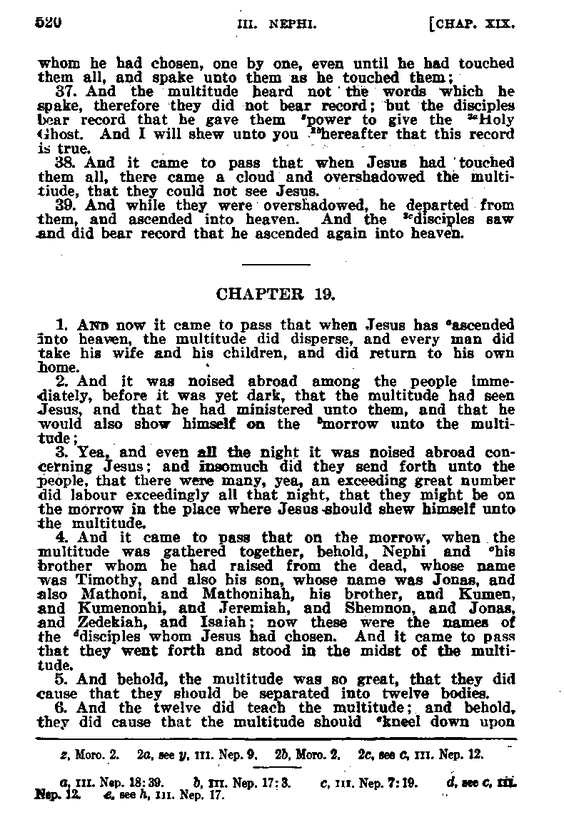 520 III. NEPHI. [CHAP. XIX.
whom he had chosen, one by one, even until he had touched
them all, and spake unto them as he touched them;
37. And the multitude heard not the words which he
spake, therefore they did not bear record; but the disciples
bear record that he gave them ᶻpower to give the ²ᵃHoly
Ghost. And I will shew unto you ²ᵇhereafter that this record
is true.
38. And it came to pass that when Jesus had touched
them all, there came a cloud and overshadowed the multi-
tiude, that they could not see Jesus.
39. And while they were overshadowed, he departed from
them, and ascended into heaven. And the ²ᶜdisciples saw
and did bear record that he ascended again into heaven.
CHAPTER 19.
1. AND now it came to pass that when Jesus has ᵃascended
into heaven, the multitude did disperse, and every man did
take his wife and his children, and did return to his own
home.
2. And it was noised abroad among the people imme-
diately, before it was yet dark, that the multitude had seen
Jesus, and that he had ministered unto them, and that he
would also show himself on the ᵇmorrow unto the multi-
tude;
3. Yea, and even all the night it was noised abroad con-
cerning Jesus; and insomuch did they send forth unto the
people, that there were many, yea, an exceeding great number
did labour exceedingly all that night, that they might be on
the morrow in the place where Jesus should shew himself unto
the multitude.
4. And it came to pass that on the morrow, when the
multitude was gathered together, behold, Nephi and ᶜhis
brother whom he had raised from the dead, whose name
was Timothy, and also his son, whose name was Jonas, and
also Mathoni, and Mathonihah, his brother, and Kumen,
and Kumenonhi, and Jeremiah, and Shemnon, and Jonas,
and Zedekiah, and Isaiah; now these were the names of
the ᵈdisciples whom Jesus had chosen. And it came to pass
that they went forth and stood in the midst of the multi-
tude.
5. And behold, the multitude was so great, that they did
cause that they should be separated into twelve bodies.
6. And the twelve did teach the multitude; and behold,
they did cause that the multitude should ᵉkneel down upon
z, Moro. 2. 2a, see y, III. Nep. 9. 2b, Moro. 2. 2c, see c, III. Nep. 12.
a, III. Nep. 18:39. b, III. Nep. 17:3. c, III. Nep. 7:19. d, see c, III.
Nep. 12. e, see h, III. Nep. 17.